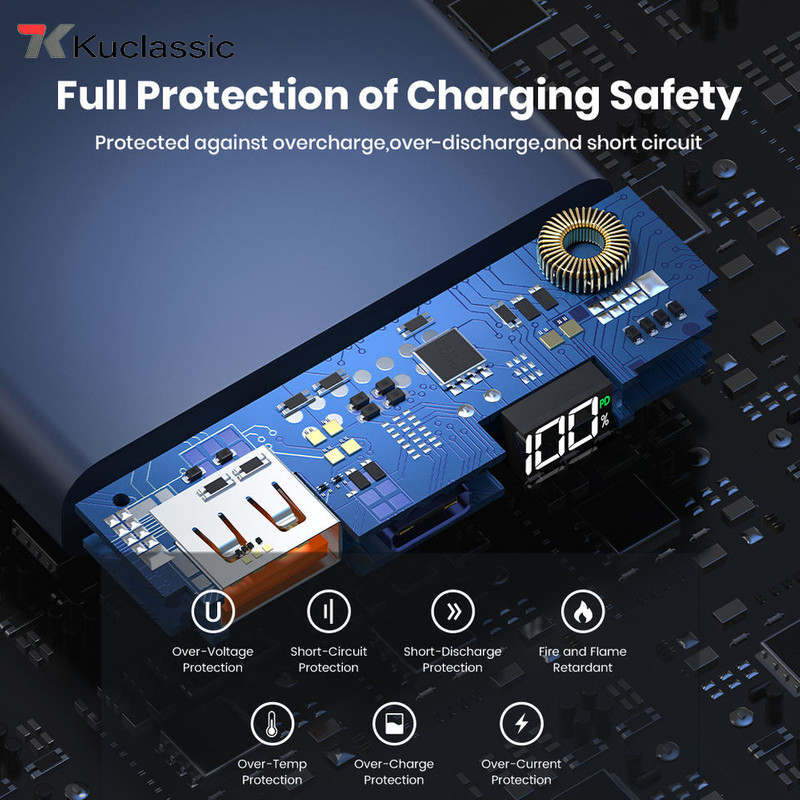 Kuclassic
Full Protection of Charging Safety
Protected against overcharge,over-discharge,and short circuit
100%
PD
Over-Voltage
Protection
Short-Circuit
Protection
Short-Discharge
Protection
Fire and Flame
Retardant
Over-Temp
Protection
Over-Charge
Protection
Over-Current
Protection